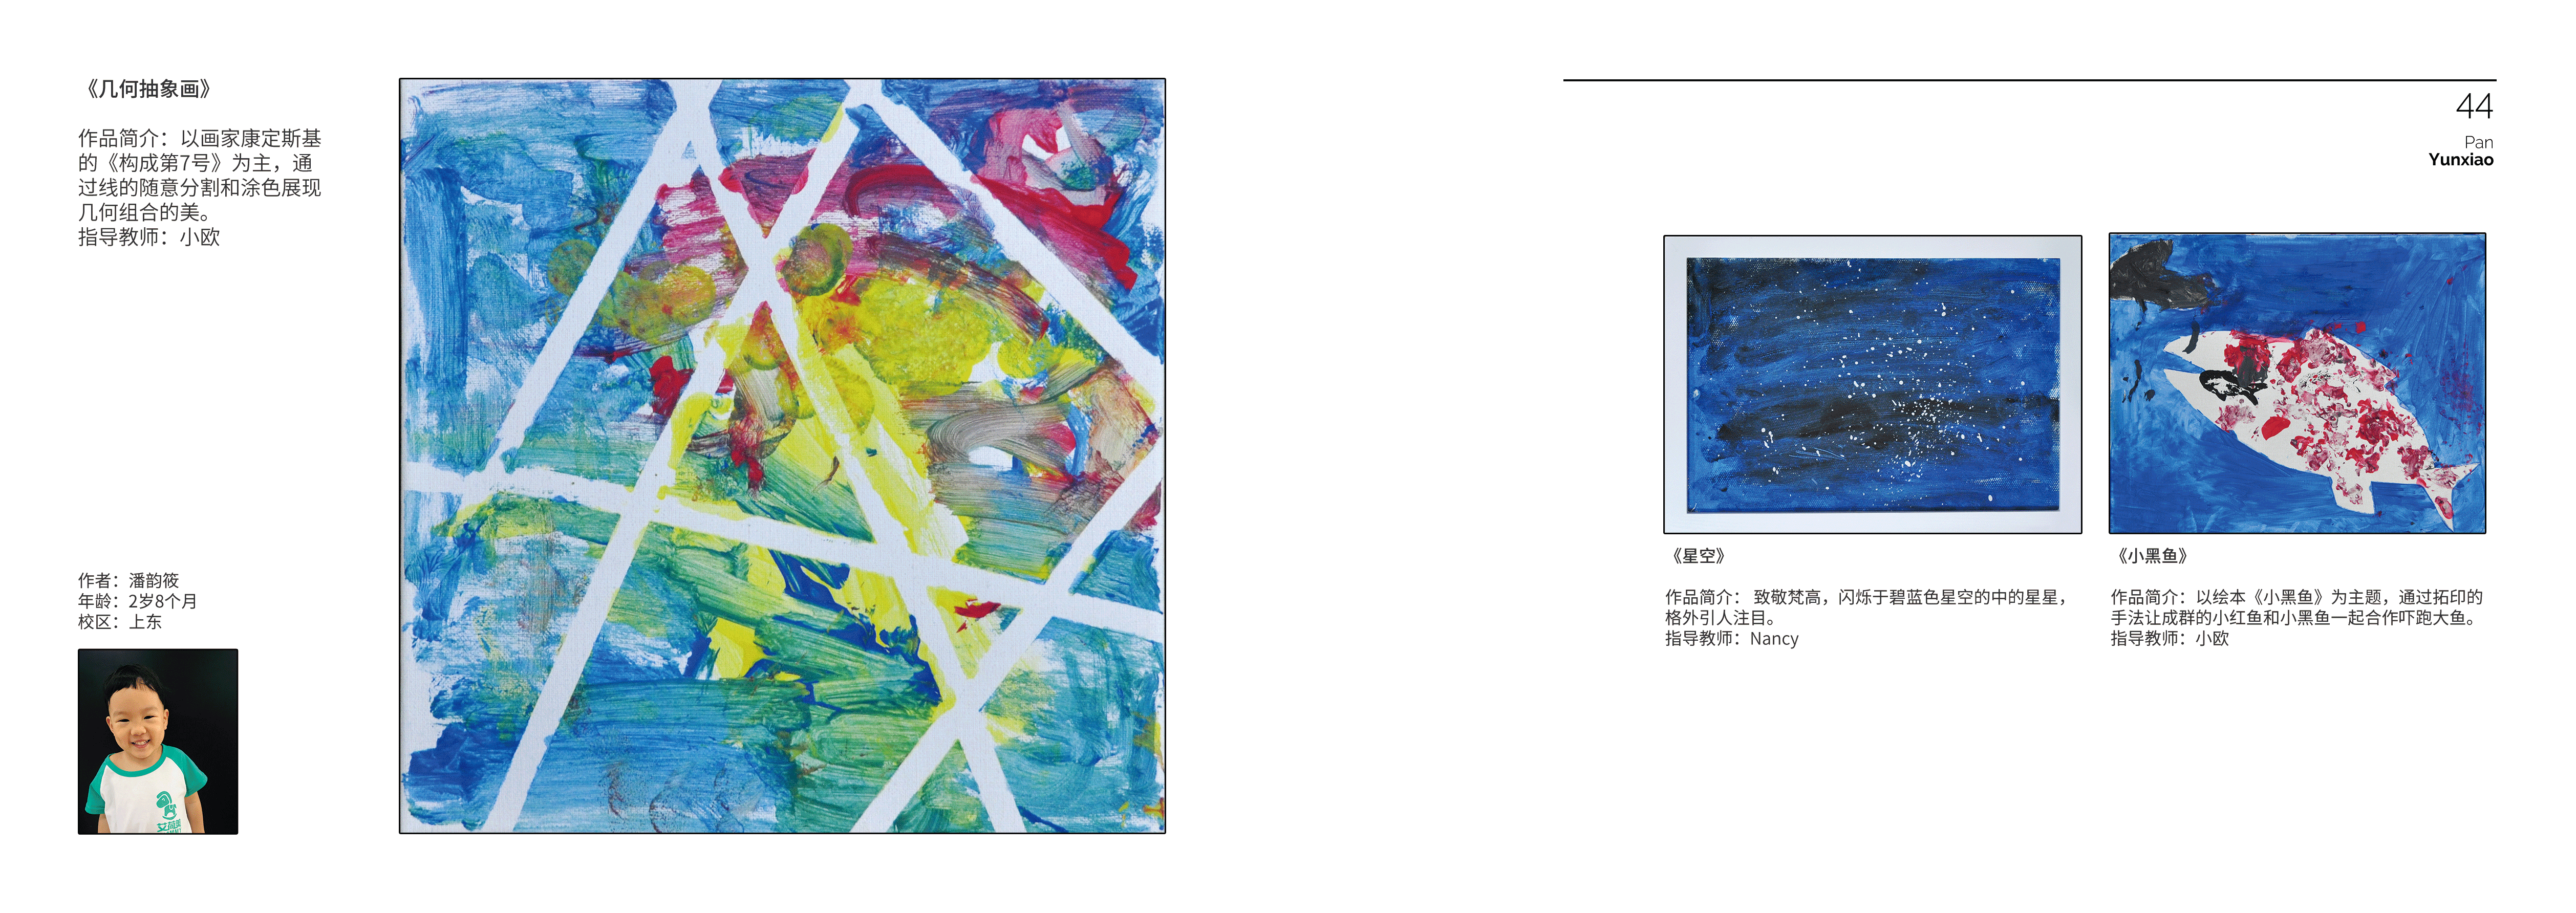 《几何抽象画》
作品简介：以画家康定斯基
的《构成第7号》为主，通
过线的随意分割和涂色展现
几何组合的美。
指导教师：小欧
作者：潘韵筱
年龄：2岁8个月
校区：上东
44
Pan
Yunxiao
《星空》
作品简介： 致敬梵高，闪烁于碧蓝色星空的中的星星，
格外引人注目。
指导教师：Nancy
《小黑鱼》
作品简介：以绘本《小黑鱼》为主题，通过拓印的
手法让成群的小红鱼和小黑鱼一起合作吓跑大鱼。
指导教师：小欧